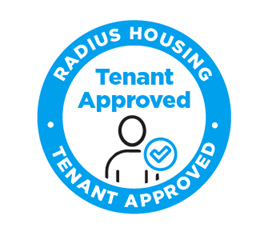 RADIUS HOUSING
Tenant
Approved
TENANT APPROVED